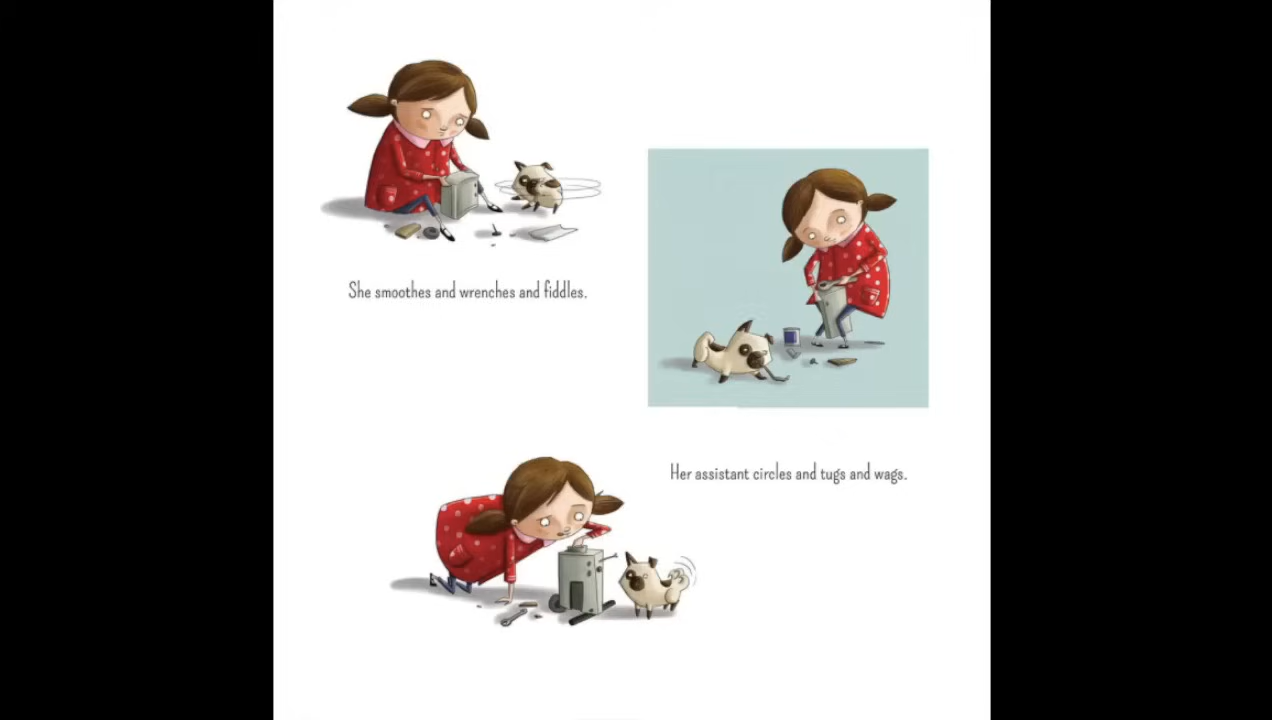 She smoothes and wrenches and fiddles.
Her assistant circles and tugs and wags.